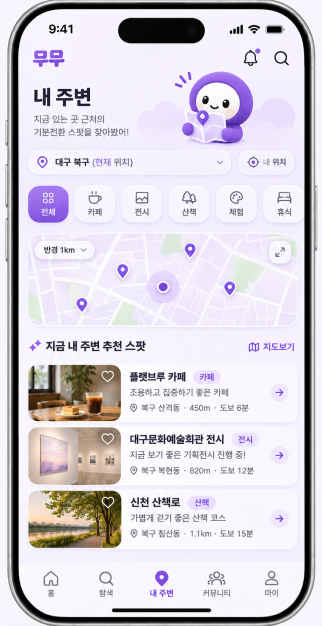 9:41
무무
내 주변
지금 있는 곳 근처의
기분전환 스팟을 찾아봤어!
대구 북구 (현재 위치)
내 위치
전체
카페
전시
산책
체험
휴식
반경 1km
지금 내 주변 추천 스팟
지도보기
플랫브루 카페 카페
조용하고 집중하기 좋은 카페
북구 산격동 · 450m · 도보 6분
대구문화예술회관 전시 전시
지금 보기 좋은 기획전시 진행 중!
북구 복현동 · 820m · 도보 12분
신천 산책로 산책
가볍게 걷기 좋은 산책 코스
북구 침산동 · 1.1km · 도보 15분
홈
탐색
내 주변
커뮤니티
마이